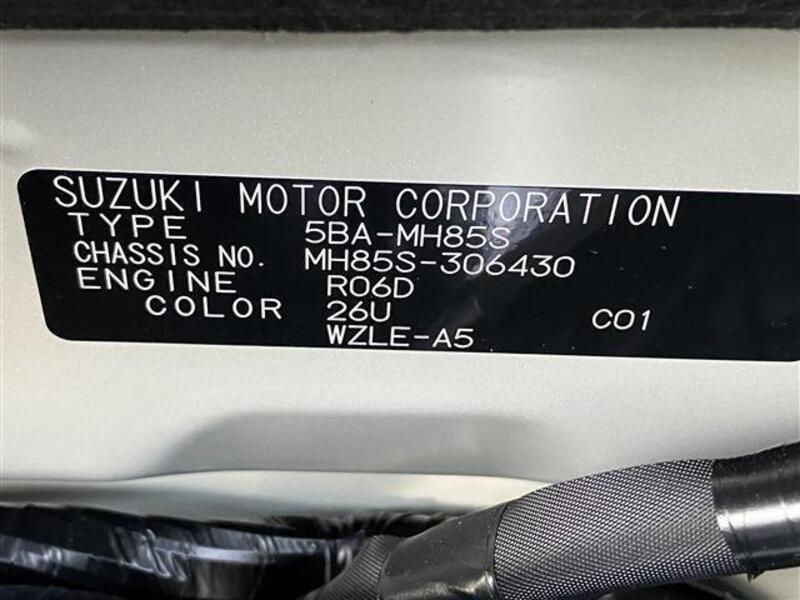 SUZUKI MOTOR CORPORATION
TYPE 5BA-MH85S
CHASSIS NO. MH85S-306430
ENGINE R06D
COLOR 26U C01
WZLE-A5